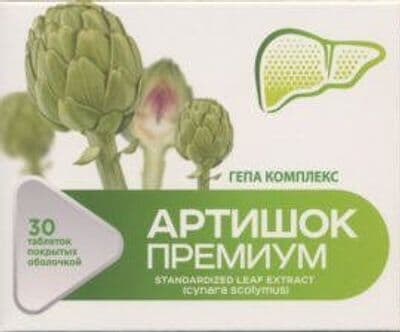 ГЕПА КОМПЛЕКС
АРТИШОК
ПРЕМИУМ
STANDARDIZED LEAF EXTRACT
(cynara scolymus)
30
таблеток
покрытых
оболочкой